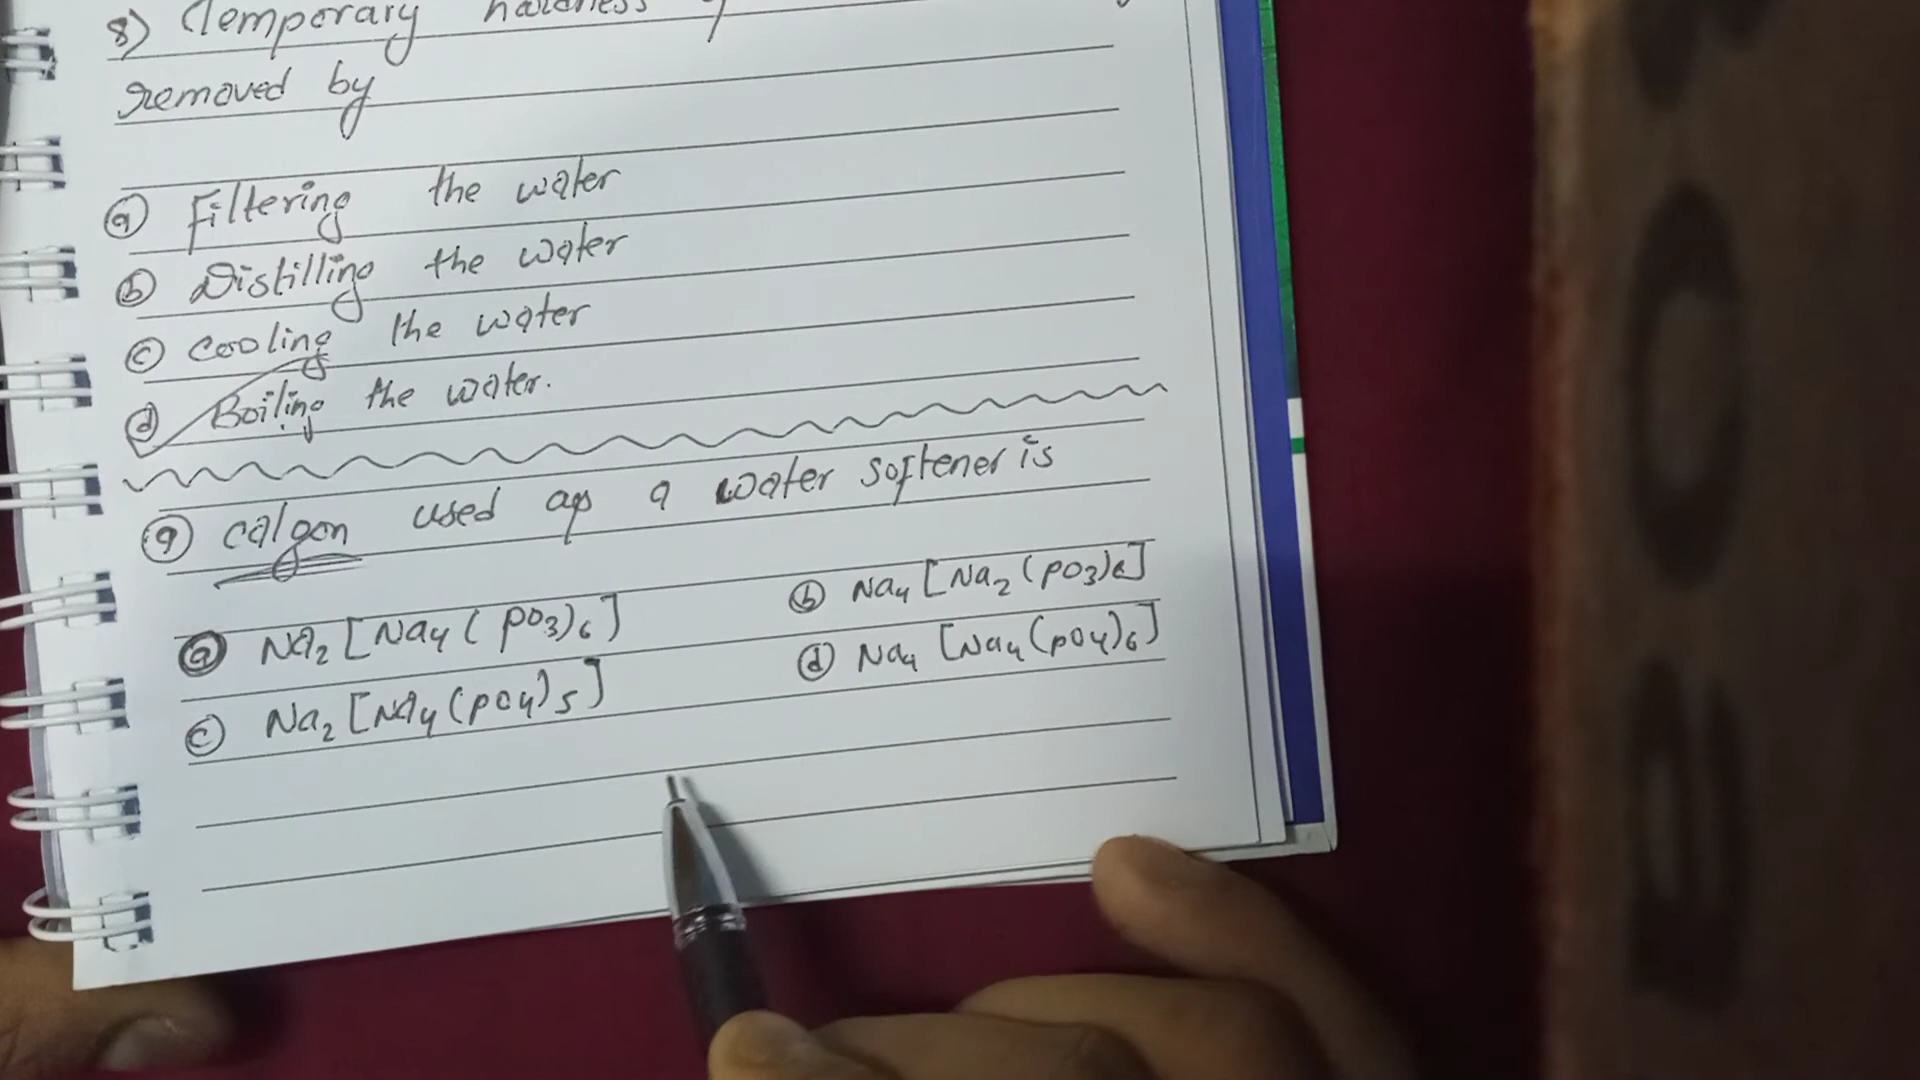 8) Temporary hardness
removed by
ⓐ Filtering the water
ⓑ Distilling the water
ⓒ cooling the water
ⓓ Boiling the water.
⑨ calgon used as a water softener is
ⓐ Na₂[Na₄(PO₃)₆] ⓑ Na₄[Na₂(PO₃)₆]
ⓒ Na₂[Na₄(PO₄)₅] ⓓ Na₄[Na₄(PO₄)₆]